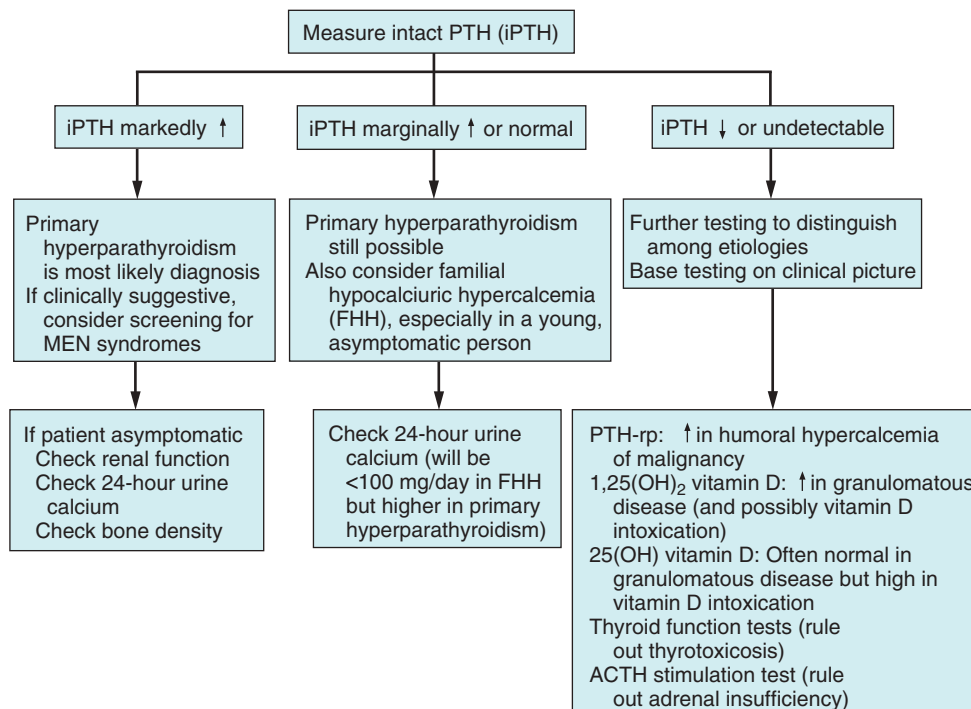 Measure intact PTH (iPTH)
iPTH markedly ↑
iPTH marginally ↑ or normal
iPTH ↓ or undetectable
Primary
hyperparathyroidism
is most likely diagnosis
If clinically suggestive,
consider screening for
MEN syndromes
Primary hyperparathyroidism
still possible
Also consider familial
hypocalciuric hypercalcemia
(FHH), especially in a young,
asymptomatic person
Further testing to distinguish
among etiologies
Base testing on clinical picture
If patient asymptomatic
Check renal function
Check 24-hour urine
calcium
Check bone density
Check 24-hour urine
calcium (will be
<100 mg/day in FHH
but higher in primary
hyperparathyroidism)
PTH-rp: ↑ in humoral hypercalcemia
of malignancy
1,25(OH)₂ vitamin D: ↑ in granulomatous
disease (and possibly vitamin D
intoxication)
25(OH) vitamin D: Often normal in
granulomatous disease but high in
vitamin D intoxication
Thyroid function tests (rule
out thyrotoxicosis)
ACTH stimulation test (rule
out adrenal insufficiency)